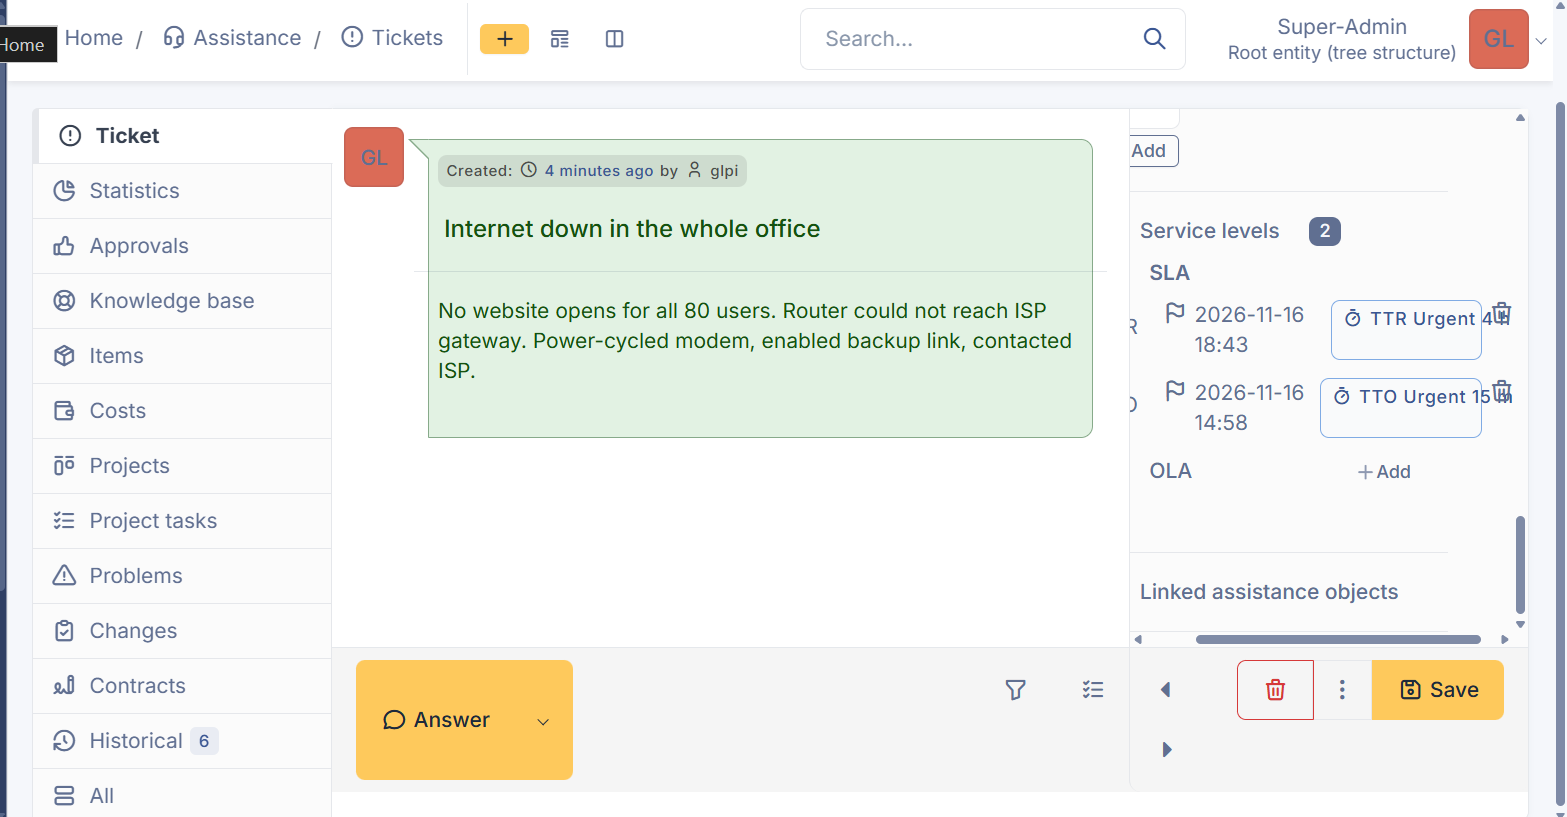 Home
Home / Assistance / Tickets
Search...
Super-Admin
Root entity (tree structure)
GL
Ticket
Statistics
Approvals
Knowledge base
Items
Costs
Projects
Project tasks
Problems
Changes
Contracts
Historical 6
All
GL
Created: 4 minutes ago by glpi
Internet down in the whole office
No website opens for all 80 users. Router could not reach ISP
gateway. Power-cycled modem, enabled backup link, contacted
ISP.
Answer
Add
Service levels 2
SLA
2026-11-16
18:43
TTR Urgent 4 h
2026-11-16
14:58
TTO Urgent 15 m
OLA
+ Add
Linked assistance objects
Save